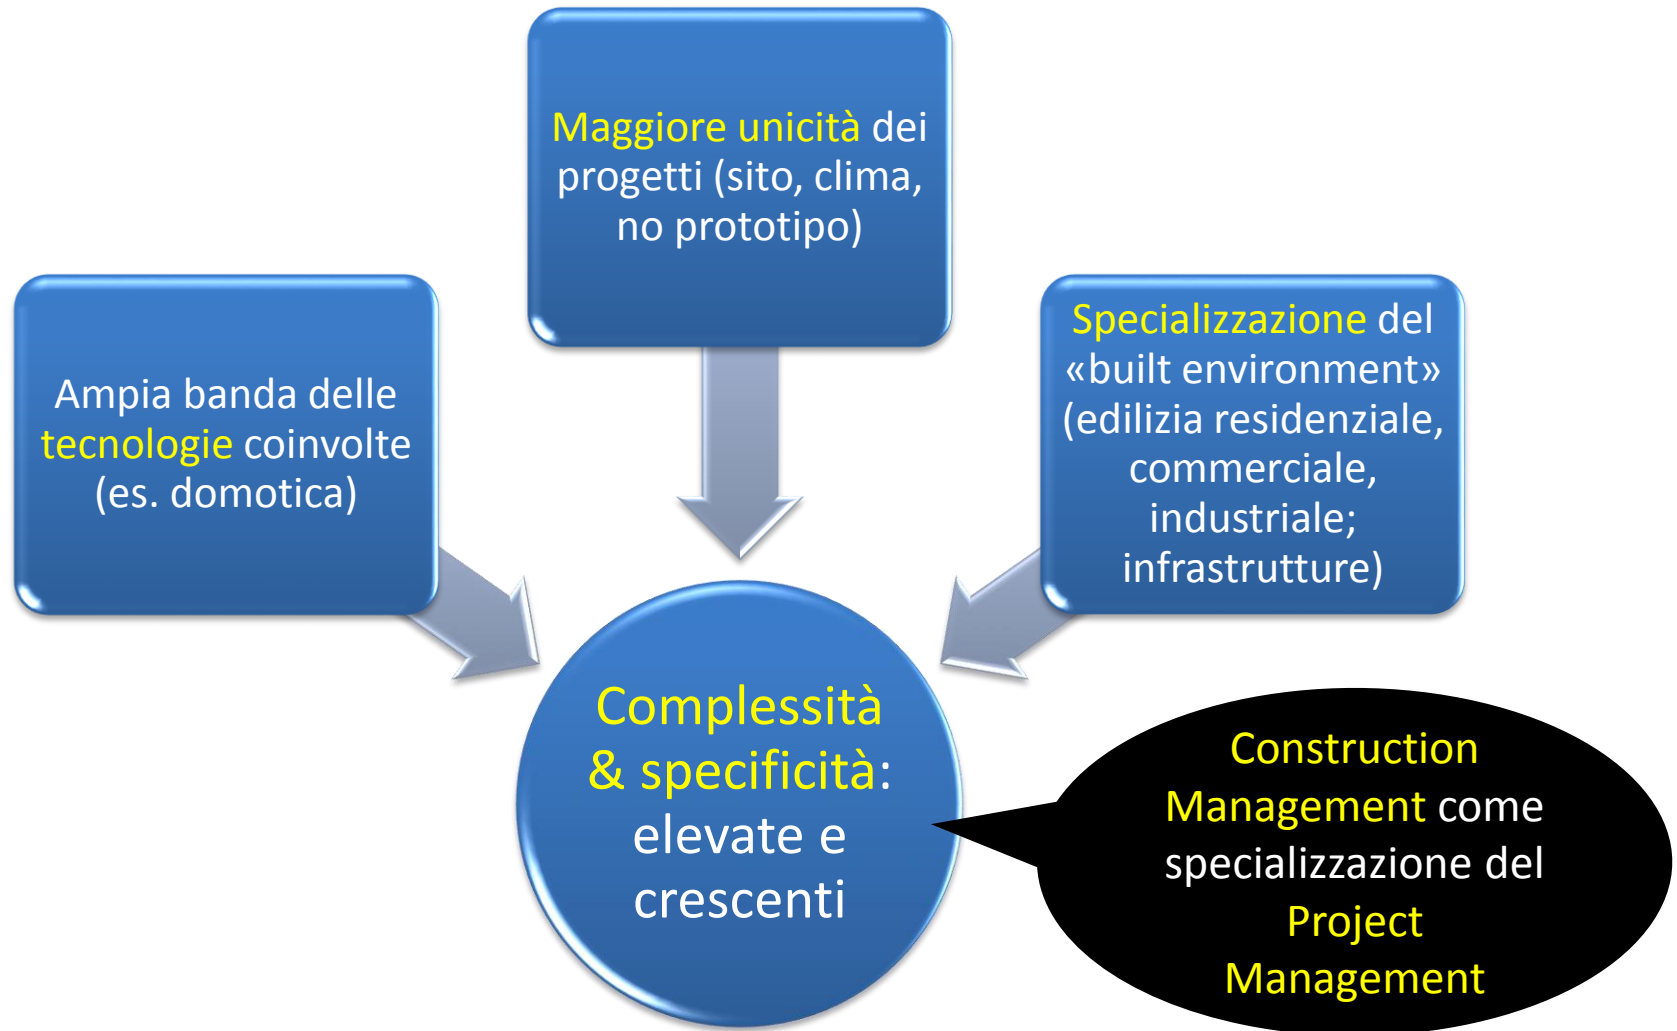 Maggiore unicità dei
progetti (sito, clima,
no prototipo)
Ampia banda delle
tecnologie coinvolte
(es. domotica)
Specializzazione del
«built environment»
(edilizia residenziale,
commerciale,
industriale;
infrastrutture)
Complessità
& specificità:
elevate e
crescenti
Construction
Management come
specializzazione del
Project
Management